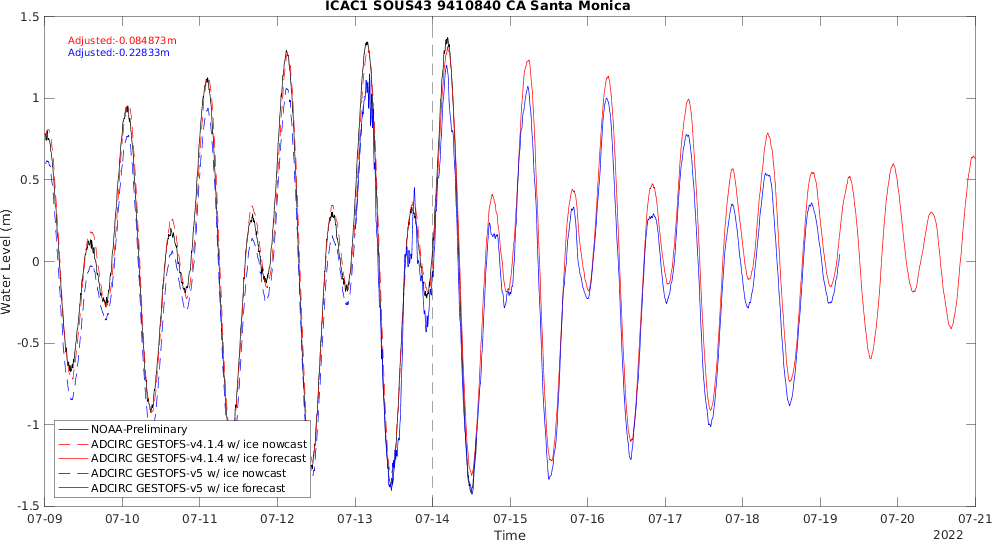 ICAC1 SOUS43 9410840 CA Santa Monica
Adjusted:-0.084873m
Adjusted:-0.22833m
1.5
1
0.5
0
-0.5
-1
-1.5
Water Level (m)
NOAA-Preliminary
ADCIRC GESTOFS-v4.1.4 w/ ice nowcast
ADCIRC GESTOFS-v4.1.4 w/ ice forecast
ADCIRC GESTOFS-v5 w/ ice nowcast
ADCIRC GESTOFS-v5 w/ ice forecast
07-09 07-10 07-11 07-12 07-13 07-14 07-15 07-16 07-17 07-18 07-19 07-20 07-21
Time
2022